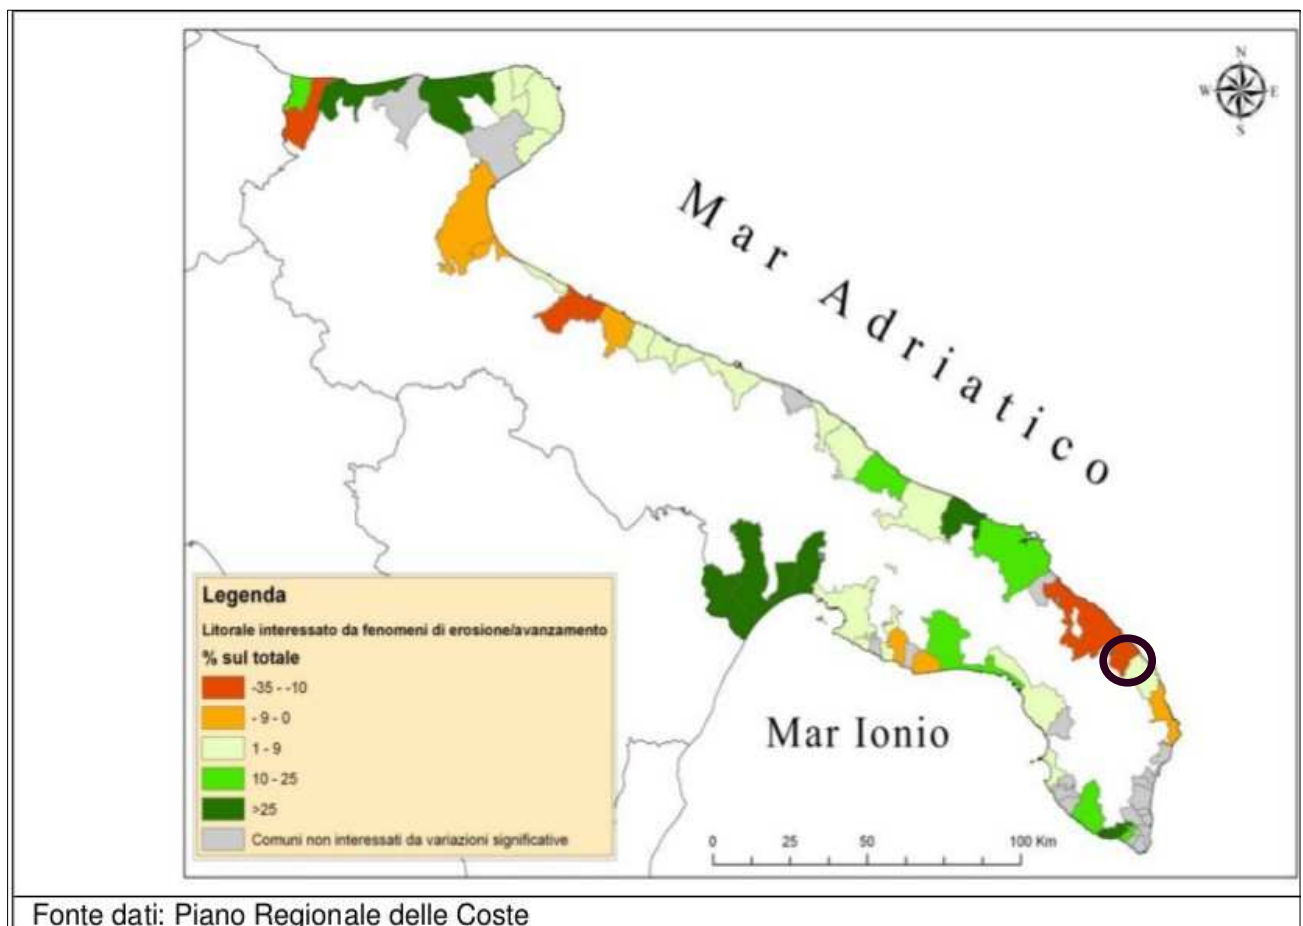 N
W E
S
Mar Adriatico
Mar Ionio
Legenda
Litorale interessato da fenomeni di erosione/avanzamento
% sul totale
-35 - -10
- 9 - 0
1 - 9
10 - 25
>25
Comuni non interessati da variazioni significative
0 25 50 100 Km
Fonte dati: Piano Regionale delle Coste